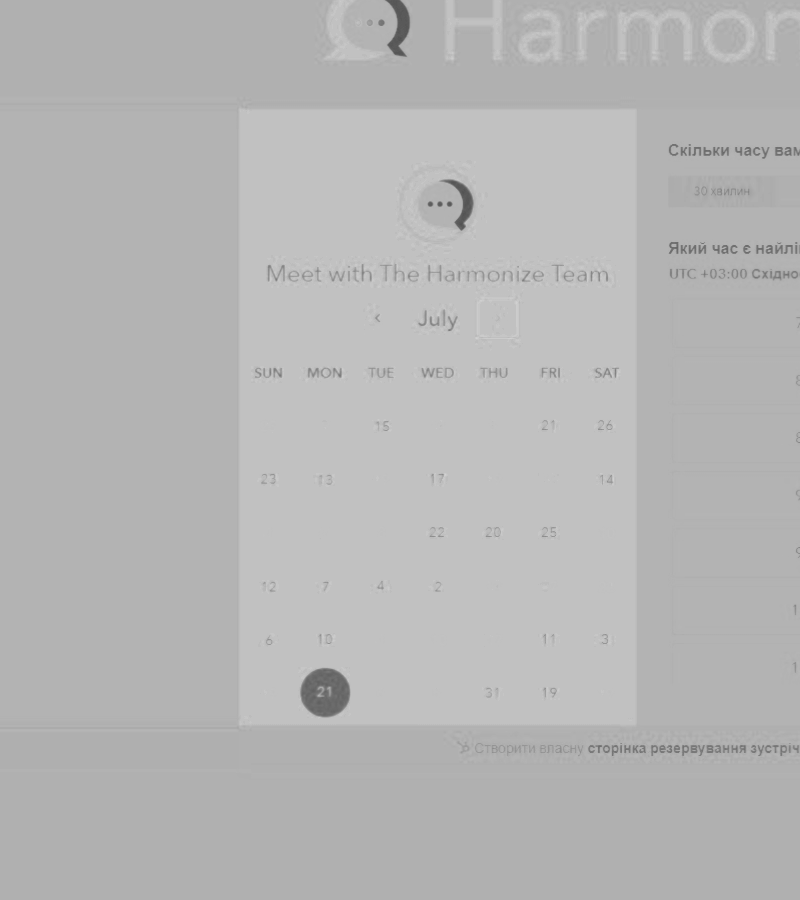 Harmon
Скільки часу вам
30 хвилин
Meet with The Harmonize Team
Який час є найлі
UTC +03:00 Східно
July
SUN MON TUE WED THU FRI SAT
15 21 26
23 13 17 14
22 20 25
12 7 4 2
6 10 11 3
21 31 19
Створити власну сторінка резервування зустріч